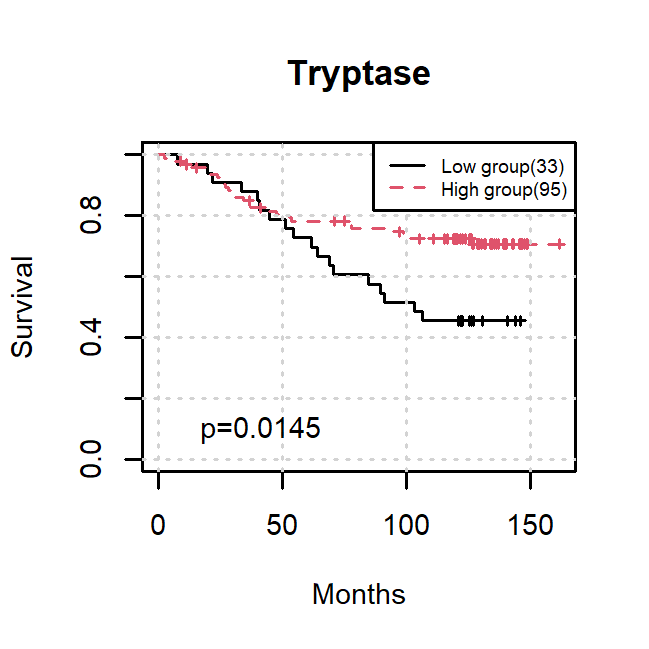 Tryptase
Low group(33)
High group(95)
Survival
0.8
0.4
0.0
p=0.0145
0 50 100 150
Months